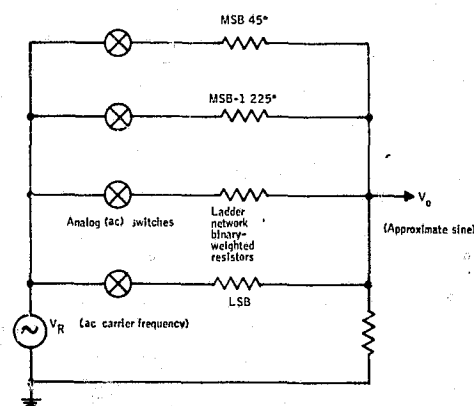 MSB 45°
MSB-1 225°
V₀
Analog (ac) switches
Ladder
network
binary-
weighted
resistors
(Approximate sine)
LSB
V_R (ac carrier frequency)